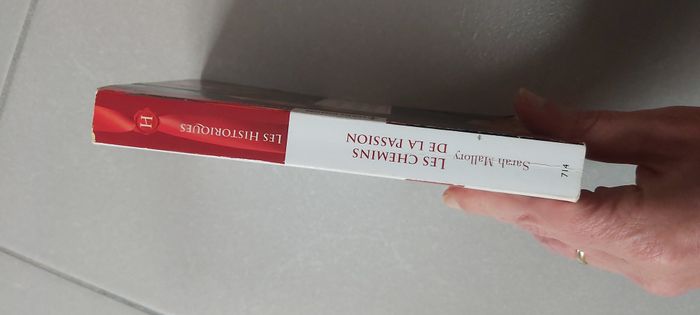 714
Sarah Mallory
LES CHEMINS
DE LA PASSION
LES HISTORIQUES
H